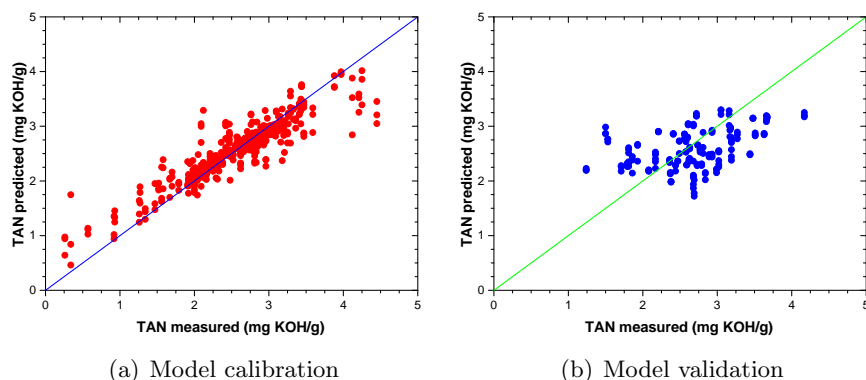 5
4
3
2
1
0
TAN predicted (mg KOH/g)
0 1 2 3 4 5
TAN measured (mg KOH/g)
(a) Model calibration
5
4
3
2
1
0
TAN predicted (mg KOH/g)
0 1 2 3 4 5
TAN measured (mg KOH/g)
(b) Model validation